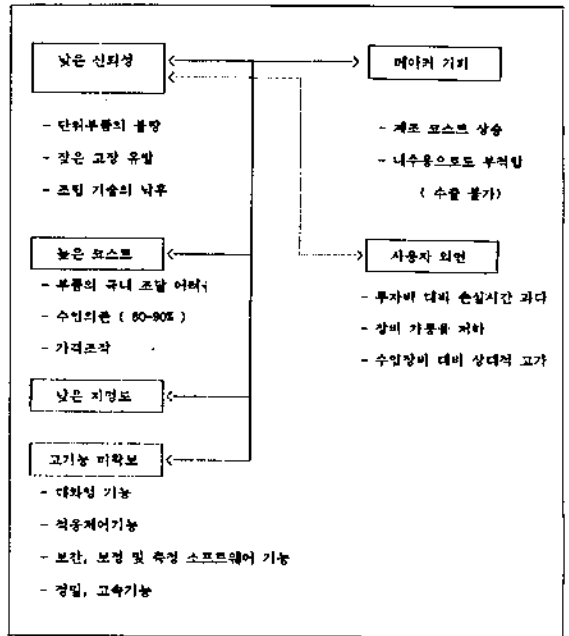 낮은 신뢰성
- 단위부품의 불량
- 잦은 고장 유발
- 조립 기술의 낙후
높은 코스트
- 부품의 국내 조달 어려움
- 수입의존 ( 60-90% )
- 가격조작
낮은 지명도
고기능 미확보
- 대화형 기능
- 적응제어기능
- 보간, 보정 및 측정 소프트웨어 기능
- 정밀, 고속기능
메이커 기피
- 제조 코스트 상승
- 내수용으로도 부적합
( 수출 불가)
사용자 외면
- 투자비 대비 손실시간 과다
- 장비 가동율 저하
- 수입장비 대비 상대적 고가